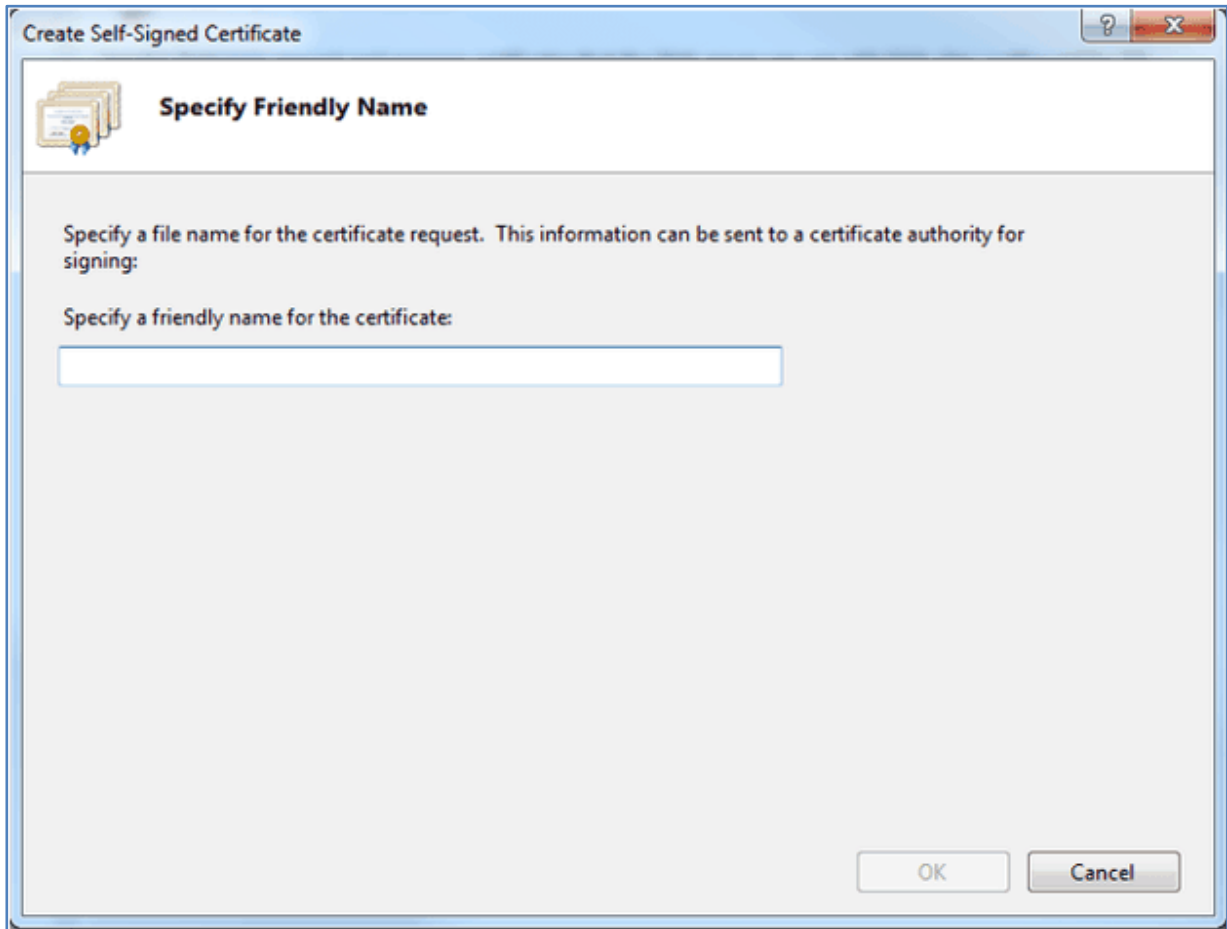 Create Self-Signed Certificate
?
X
Specify Friendly Name
Specify a file name for the certificate request.  This information can be sent to a certificate authority for
signing:
Specify a friendly name for the certificate:
OK
Cancel